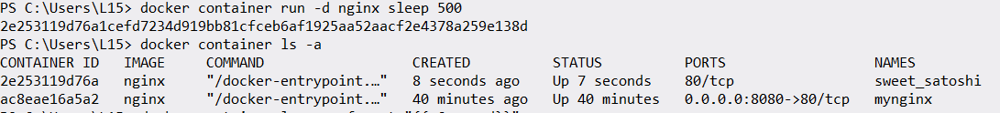 PS C:\Users\L15> docker container run -d nginx sleep 500
2e253119d76a1cefd7234d919bb81cfceb6af1925aa52aacf2e4378a259e138d
PS C:\Users\L15> docker container ls -a
CONTAINER ID   IMAGE   COMMAND   CREATED   STATUS   PORTS   NAMES
2e253119d76a   nginx   "/docker-entrypoint.…"   8 seconds ago   Up 7 seconds   80/tcp   sweet_satoshi
ac8eae16a5a2   nginx   "/docker-entrypoint.…"   40 minutes ago   Up 40 minutes   0.0.0.0:8080->80/tcp   mynginx